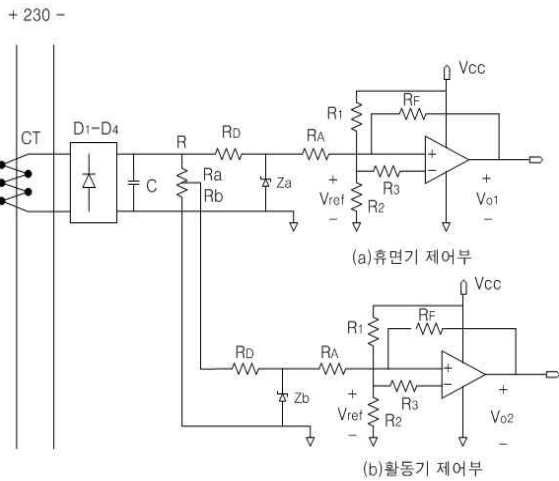 + 230 -
CT
D1-D4
C
R
Ra
Rb
RD
Za
RA
R1
RF
Vcc
+
-
R3
R2
+
Vref
-
+
Vo1
-
(a)휴면기 제어부
RD
Zb
RA
R1
RF
Vcc
+
-
R3
R2
+
Vref
-
+
Vo2
-
(b)활동기 제어부